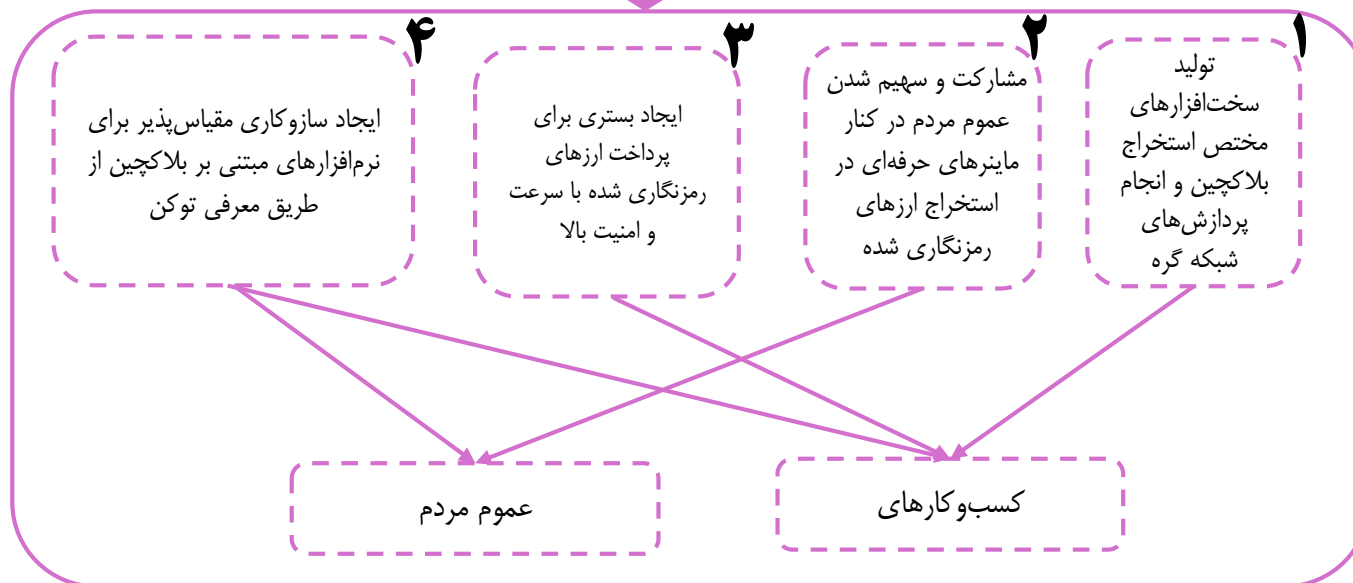 ۱
تولید
سخت‌افزارهای
مختص استخراج
بلاکچین و انجام
پردازش‌های
شبکه گره
۲
مشارکت و سهیم شدن
عموم مردم در کنار
ماینرهای حرفه‌ای در
استخراج ارزهای
رمزنگاری شده
۳
ایجاد بستری برای
پرداخت ارزهای
رمزنگاری شده با سرعت
و امنیت بالا
۴
ایجاد سازوکاری مقیاس‌پذیر برای
نرم‌افزارهای مبتنی بر بلاکچین از
طریق معرفی توکن
کسب‌وکارهای
عموم مردم